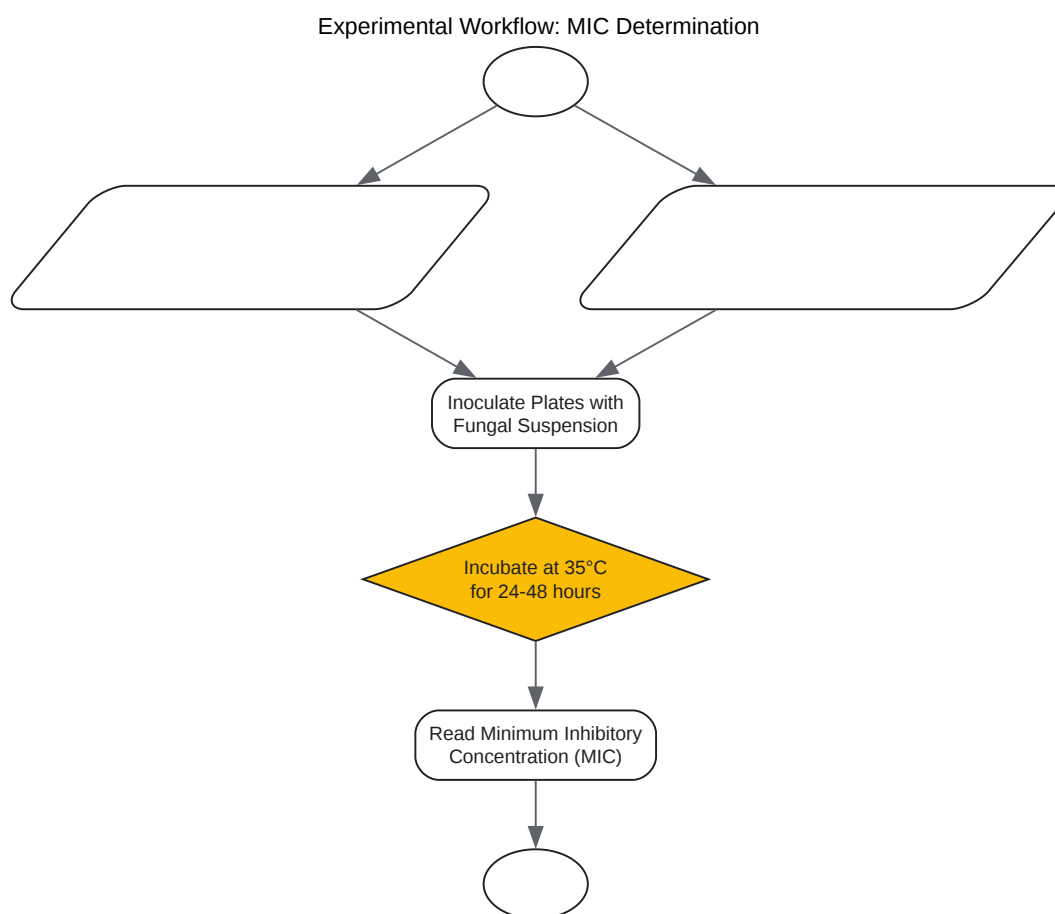 Experimental Workflow: MIC Determination
Inoculate Plates with
Fungal Suspension
Incubate at 35°C
for 24-48 hours
Read Minimum Inhibitory
Concentration (MIC)